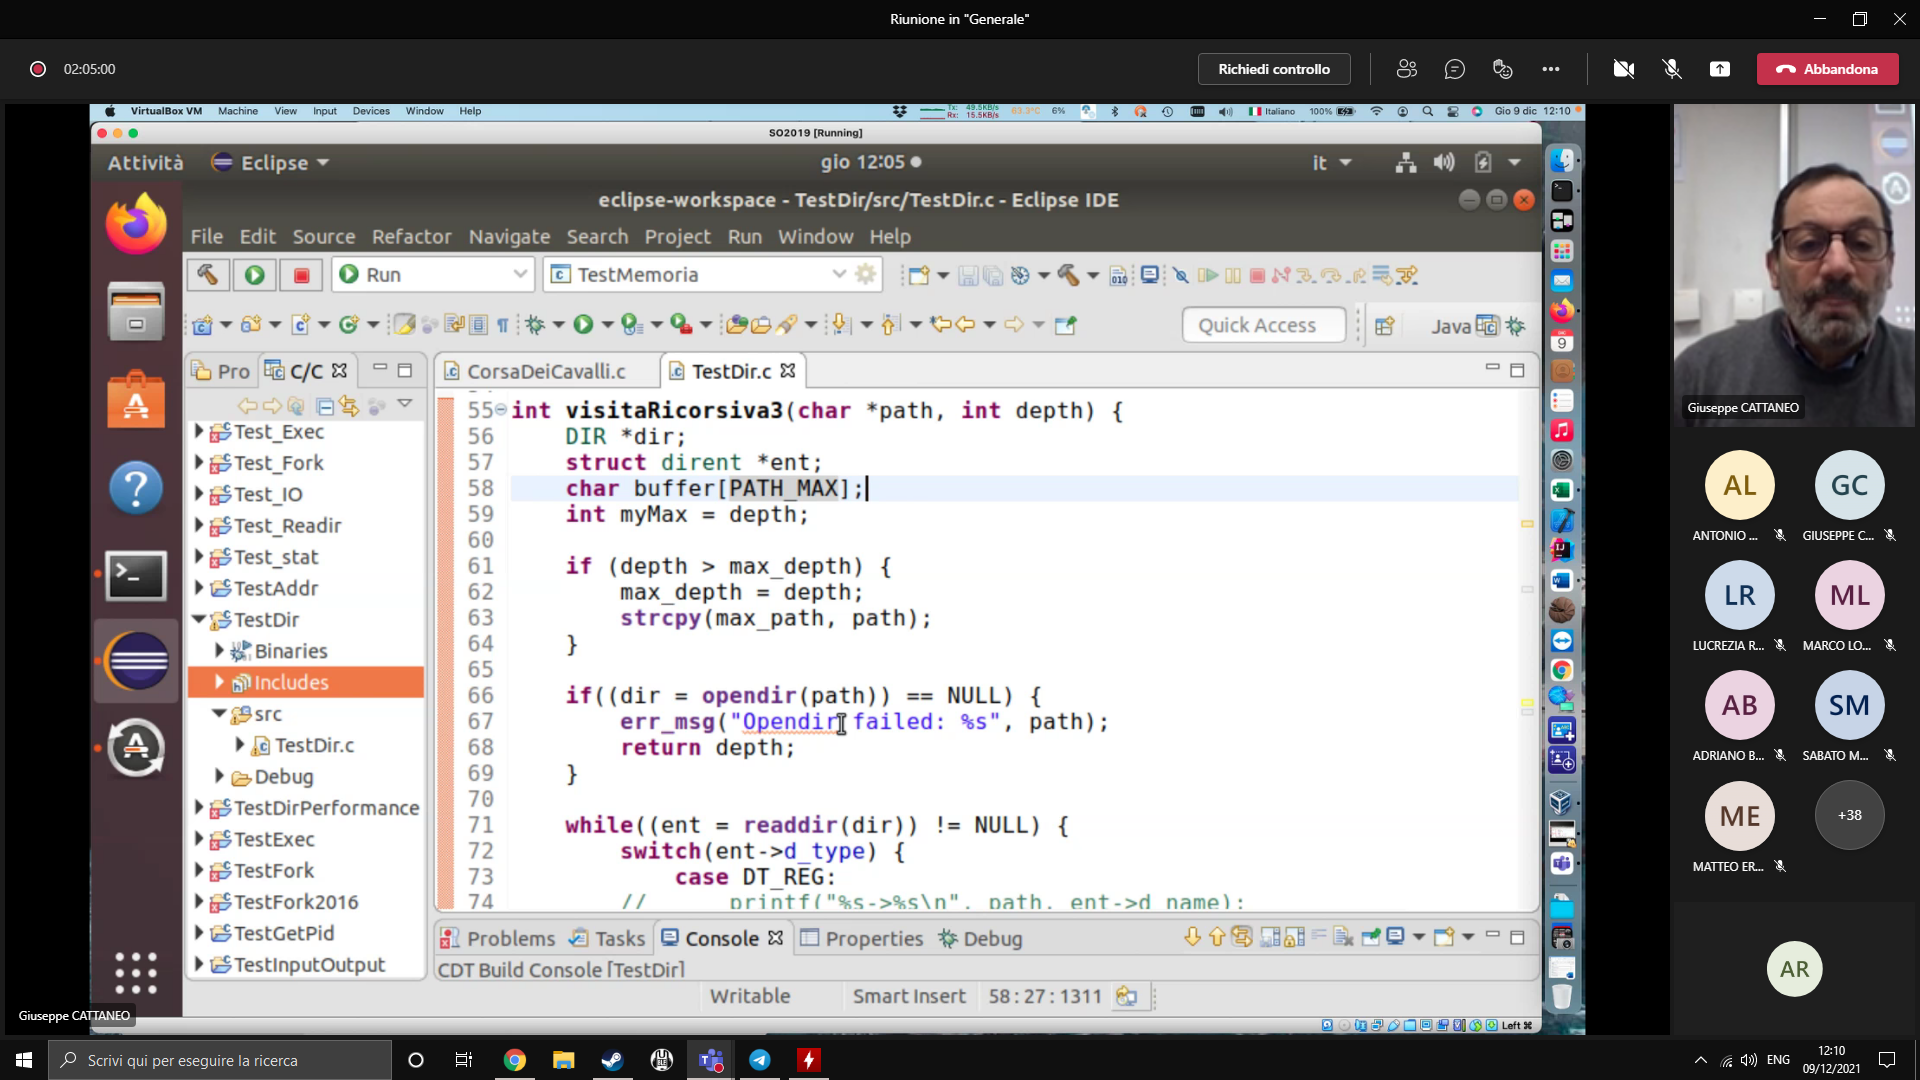 Riunione in "Generale"
02:05:00
Richiedi controllo
Abbandona
VirtualBox VM Machine View Input Devices Window Help
Tx: 49.5KB/s
Rx: 15.5KB/s
6%
Italiano
100%
Gio 9 dic 12:10
SO2019 [Running]
Attività
Eclipse
gio 12:05
it
eclipse-workspace - TestDir/src/TestDir.c - Eclipse IDE
File Edit Source Refactor Navigate Search Project Run Window Help
Run
TestMemoria
Quick Access
Java
Pro
C/C
CorsaDeiCavalli.c
TestDir.c
Test_Exec
Test_Fork
Test_IO
Test_Readir
Test_stat
TestAddr
TestDir
Binaries
Includes
src
TestDir.c
Debug
TestDirPerformance
TestExec
TestFork
TestFork2016
TestGetPid
TestInputOutput
55 int visitaRicorsiva3(char *path, int depth) {
56 DIR *dir;
57 struct dirent *ent;
58 char buffer[PATH_MAX];
59 int myMax = depth;
60
61 if (depth > max_depth) {
62 max_depth = depth;
63 strcpy(max_path, path);
64 }
65
66 if((dir = opendir(path)) == NULL) {
67 err_msg("Opendir failed: %s", path);
68 return depth;
69 }
70
71 while((ent = readdir(dir)) != NULL) {
72 switch(ent->d_type) {
73 case DT_REG:
74 // printf("%s->%s\n", path, ent->d_name);
Problems Tasks Console Properties Debug
CDT Build Console [TestDir]
Writable
Smart Insert
58 : 27 : 1311
Left ⌘
Giuseppe CATTANEO
Giuseppe CATTANEO
AL
ANTONIO ...
GC
GIUSEPPE C...
LR
LUCREZIA R...
ML
MARCO LO...
AB
ADRIANO B...
SM
SABATO M...
ME
MATTEO ER...
+38
AR
Scrivi qui per eseguire la ricerca
ENG
12:10
09/12/2021